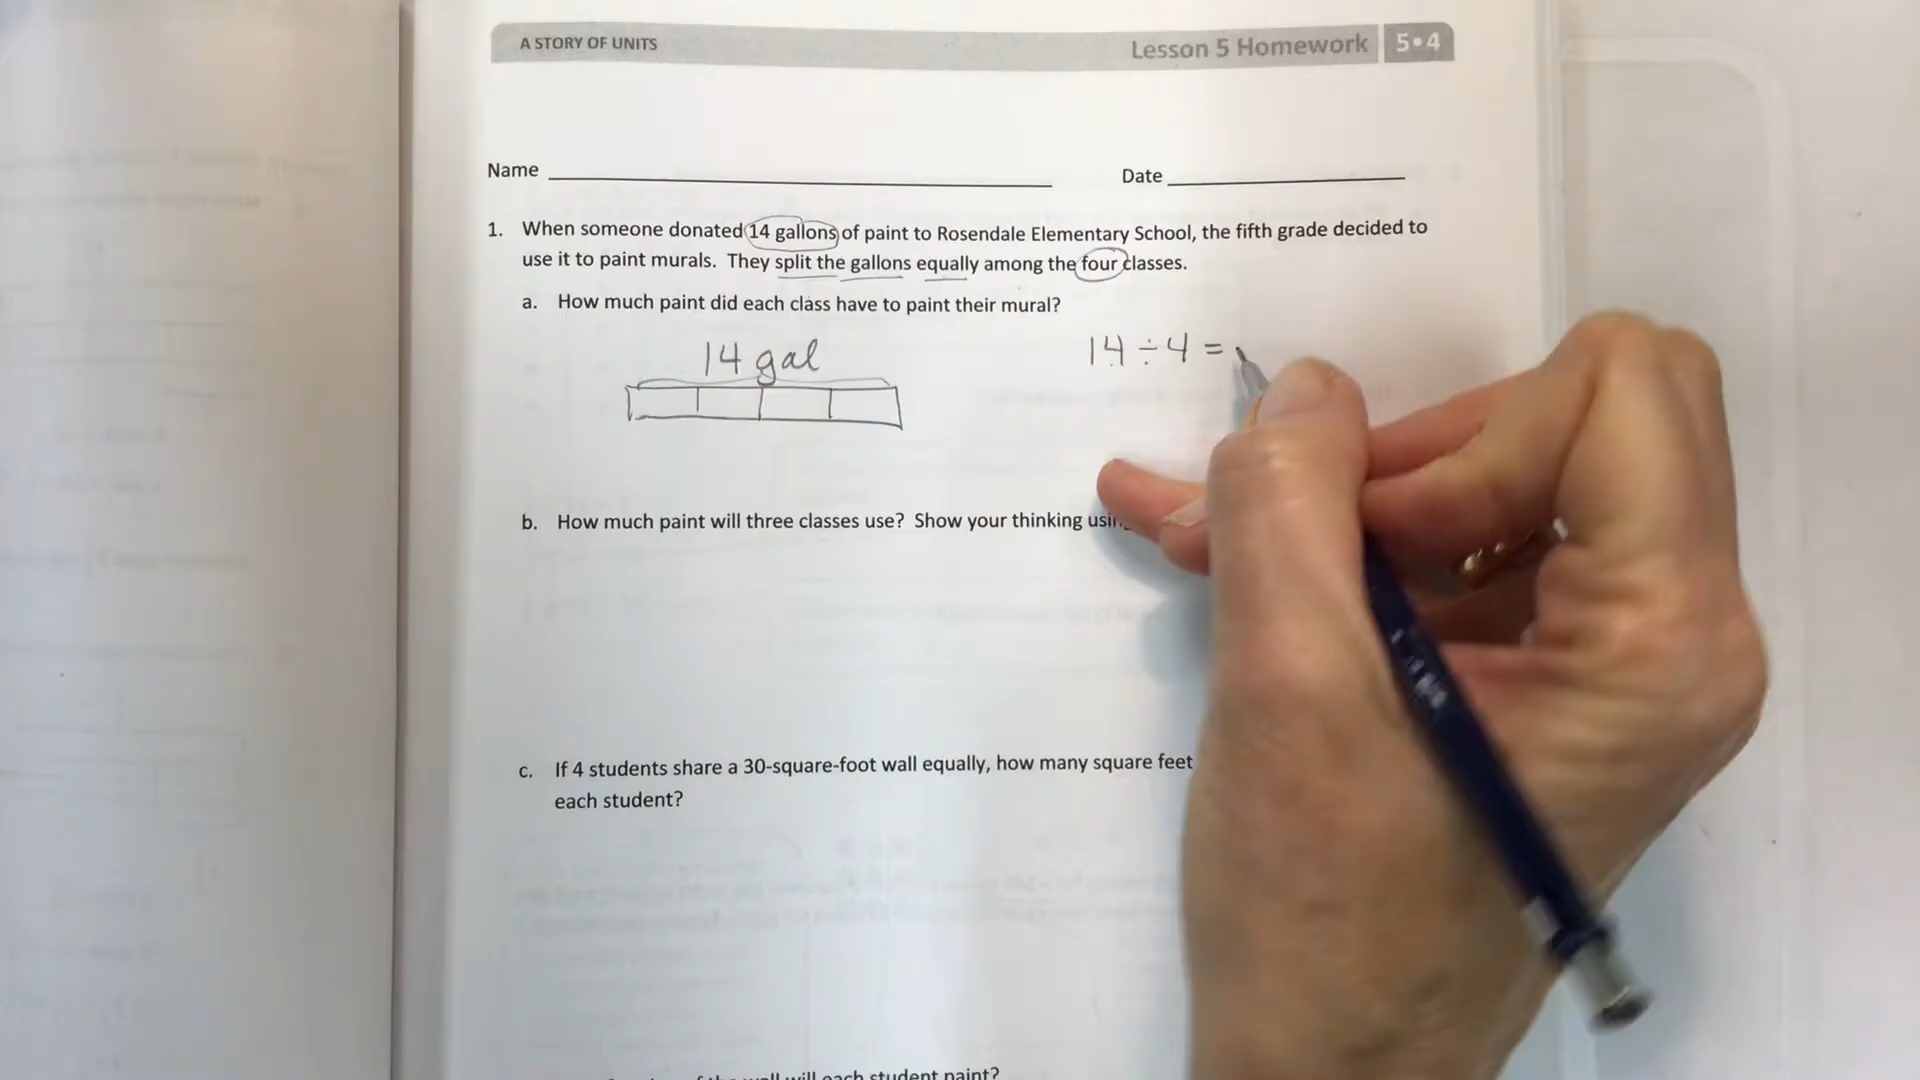 A STORY OF UNITS
Lesson 5 Homework 5•4
Name
Date
1. When someone donated 14 gallons of paint to Rosendale Elementary School, the fifth grade decided to
use it to paint murals. They split the gallons equally among the four classes.
a. How much paint did each class have to paint their mural?
14 gal
14 ÷ 4 =
b. How much paint will three classes use? Show your thinking
c. If 4 students share a 30-square-foot wall equally, how many square feet
each student?
will each student paint?